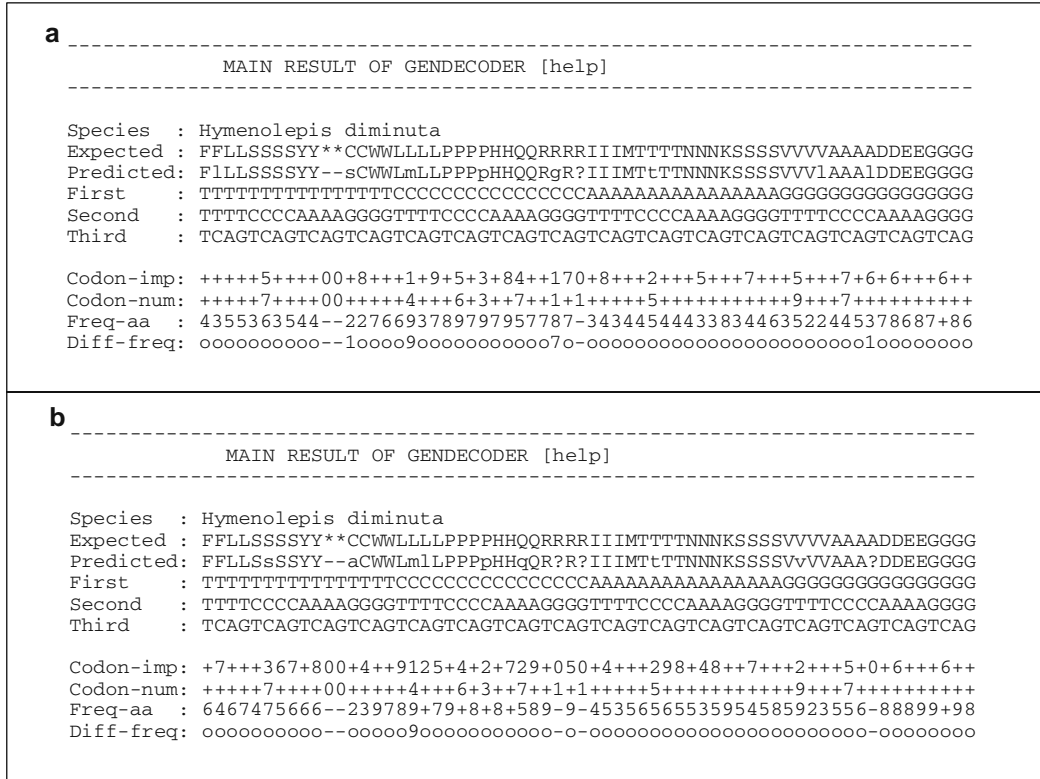 a
---------------------------------------------------------------------------
MAIN RESULT OF GENDECODER [help]
---------------------------------------------------------------------------
Species  : Hymenolepis diminuta
Expected : FFLLSSSSYY**CCWWLLLLPPPPHHQQRRRRIIIMTTTTNNNKSSSSVVVVAAAADDEEGGGG
Predicted: FlLLSSSSYY--sCWWLmLLPPPpHHQQRgR?IIIMTtTTNNNKSSSSVVVlAAAlDDEEGGGG
First    : TTTTTTTTTTTTTTTTCCCCCCCCCCCCCCCCAAAAAAAAAAAAAAAAGGGGGGGGGGGGGGGG
Second   : TTTTCCCCAAAAGGGGTTTTCCCCAAAAGGGGTTTTCCCCAAAAGGGGTTTTCCCCAAAAGGGG
Third    : TCAGTCAGTCAGTCAGTCAGTCAGTCAGTCAGTCAGTCAGTCAGTCAGTCAGTCAGTCAGTCAG
Codon-imp: +++++5++++00+8+++1+9+5+3+84++170+8+++2+++5+++7+++5+++7+6+6+++6++
Codon-num: +++++7++++00+++++4+++6+3++7++1+1+++++5+++++++++++9+++7++++++++++
Freq-aa  : 4355363544--227669378979795778​7-34344544433834463522445378687+86
Diff-freq: oooooooooo--1oooo9ooooooooooo7o-ooooooooooooooooooooooo1oooooooo
b
---------------------------------------------------------------------------
MAIN RESULT OF GENDECODER [help]
---------------------------------------------------------------------------
Species  : Hymenolepis diminuta
Expected : FFLLSSSSYY**CCWWLLLLPPPPHHQQRRRRIIIMTTTTNNNKSSSSVVVVAAAADDEEGGGG
Predicted: FFLLSsSSYY--aCWWLmlLPPPpHHqQR?R?IIIMTtTTNNNKSSSSVvVVAAA?DDEEGGGG
First    : TTTTTTTTTTTTTTTTCCCCCCCCCCCCCCCCAAAAAAAAAAAAAAAAGGGGGGGGGGGGGGGG
Second   : TTTTCCCCAAAAGGGGTTTTCCCCAAAAGGGGTTTTCCCCAAAAGGGGTTTTCCCCAAAAGGGG
Third    : TCAGTCAGTCAGTCAGTCAGTCAGTCAGTCAGTCAGTCAGTCAGTCAGTCAGTCAGTCAGTCAG
Codon-imp: +7+++367+800+4++9125+4+2+729+050+4+++298+48++7+++2+++5+0+6+++6++
Codon-num: +++++7++++00+++++4+++6+3++7++1+1+++++5+++++++++++9+++7++++++++++
Freq-aa  : 6467475666--239789+79+8+8+589-9-45356565535954585923556-88899+98
Diff-freq: oooooooooo--ooooo9ooooooooooo-o-ooooooooooooooooooooooo-oooooooo